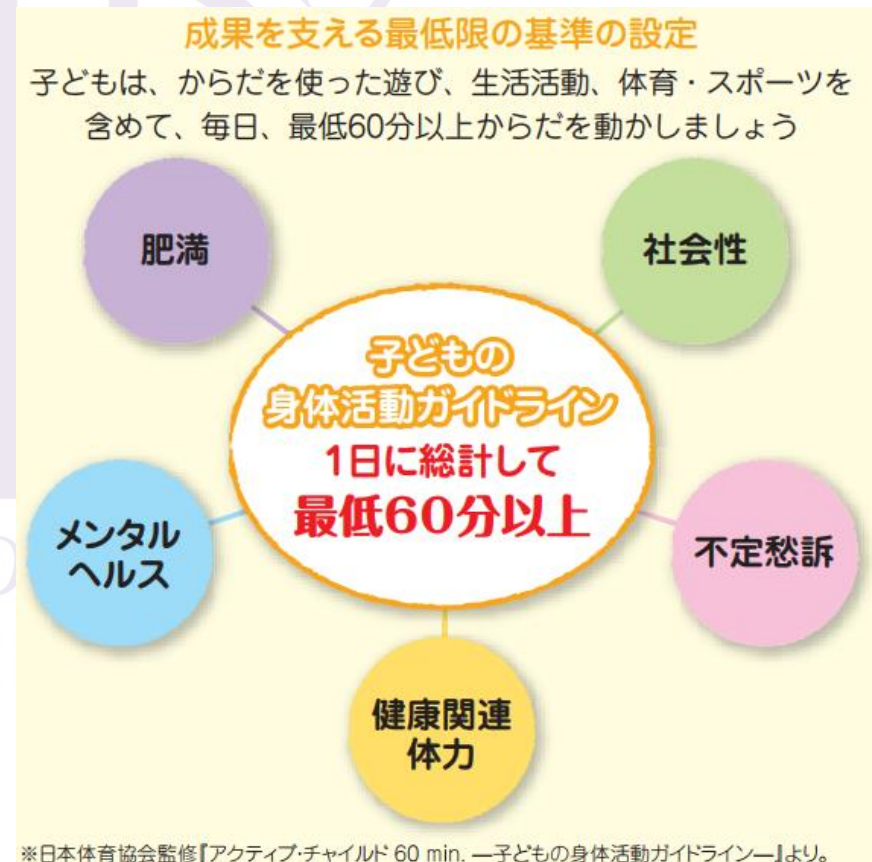 成果を支える最低限の基準の設定
子どもは、からだを使った遊び、生活活動、体育・スポーツを
含めて、毎日、最低60分以上からだを動かしましょう
肥満
社会性
子どもの
身体活動ガイドライン
1日に総計して
最低60分以上
メンタル
ヘルス
不定愁訴
健康関連
体力
※日本体育協会監修『アクティブ・チャイルド 60 min. ―子どもの身体活動ガイドライン―』より。